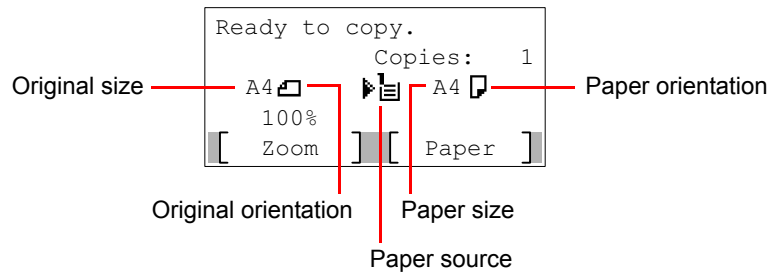 Ready to copy.
Copies: 1
Original size A4 1 A4 Paper orientation
100%
[ Zoom ] [ Paper ]
Original orientation Paper size
Paper source